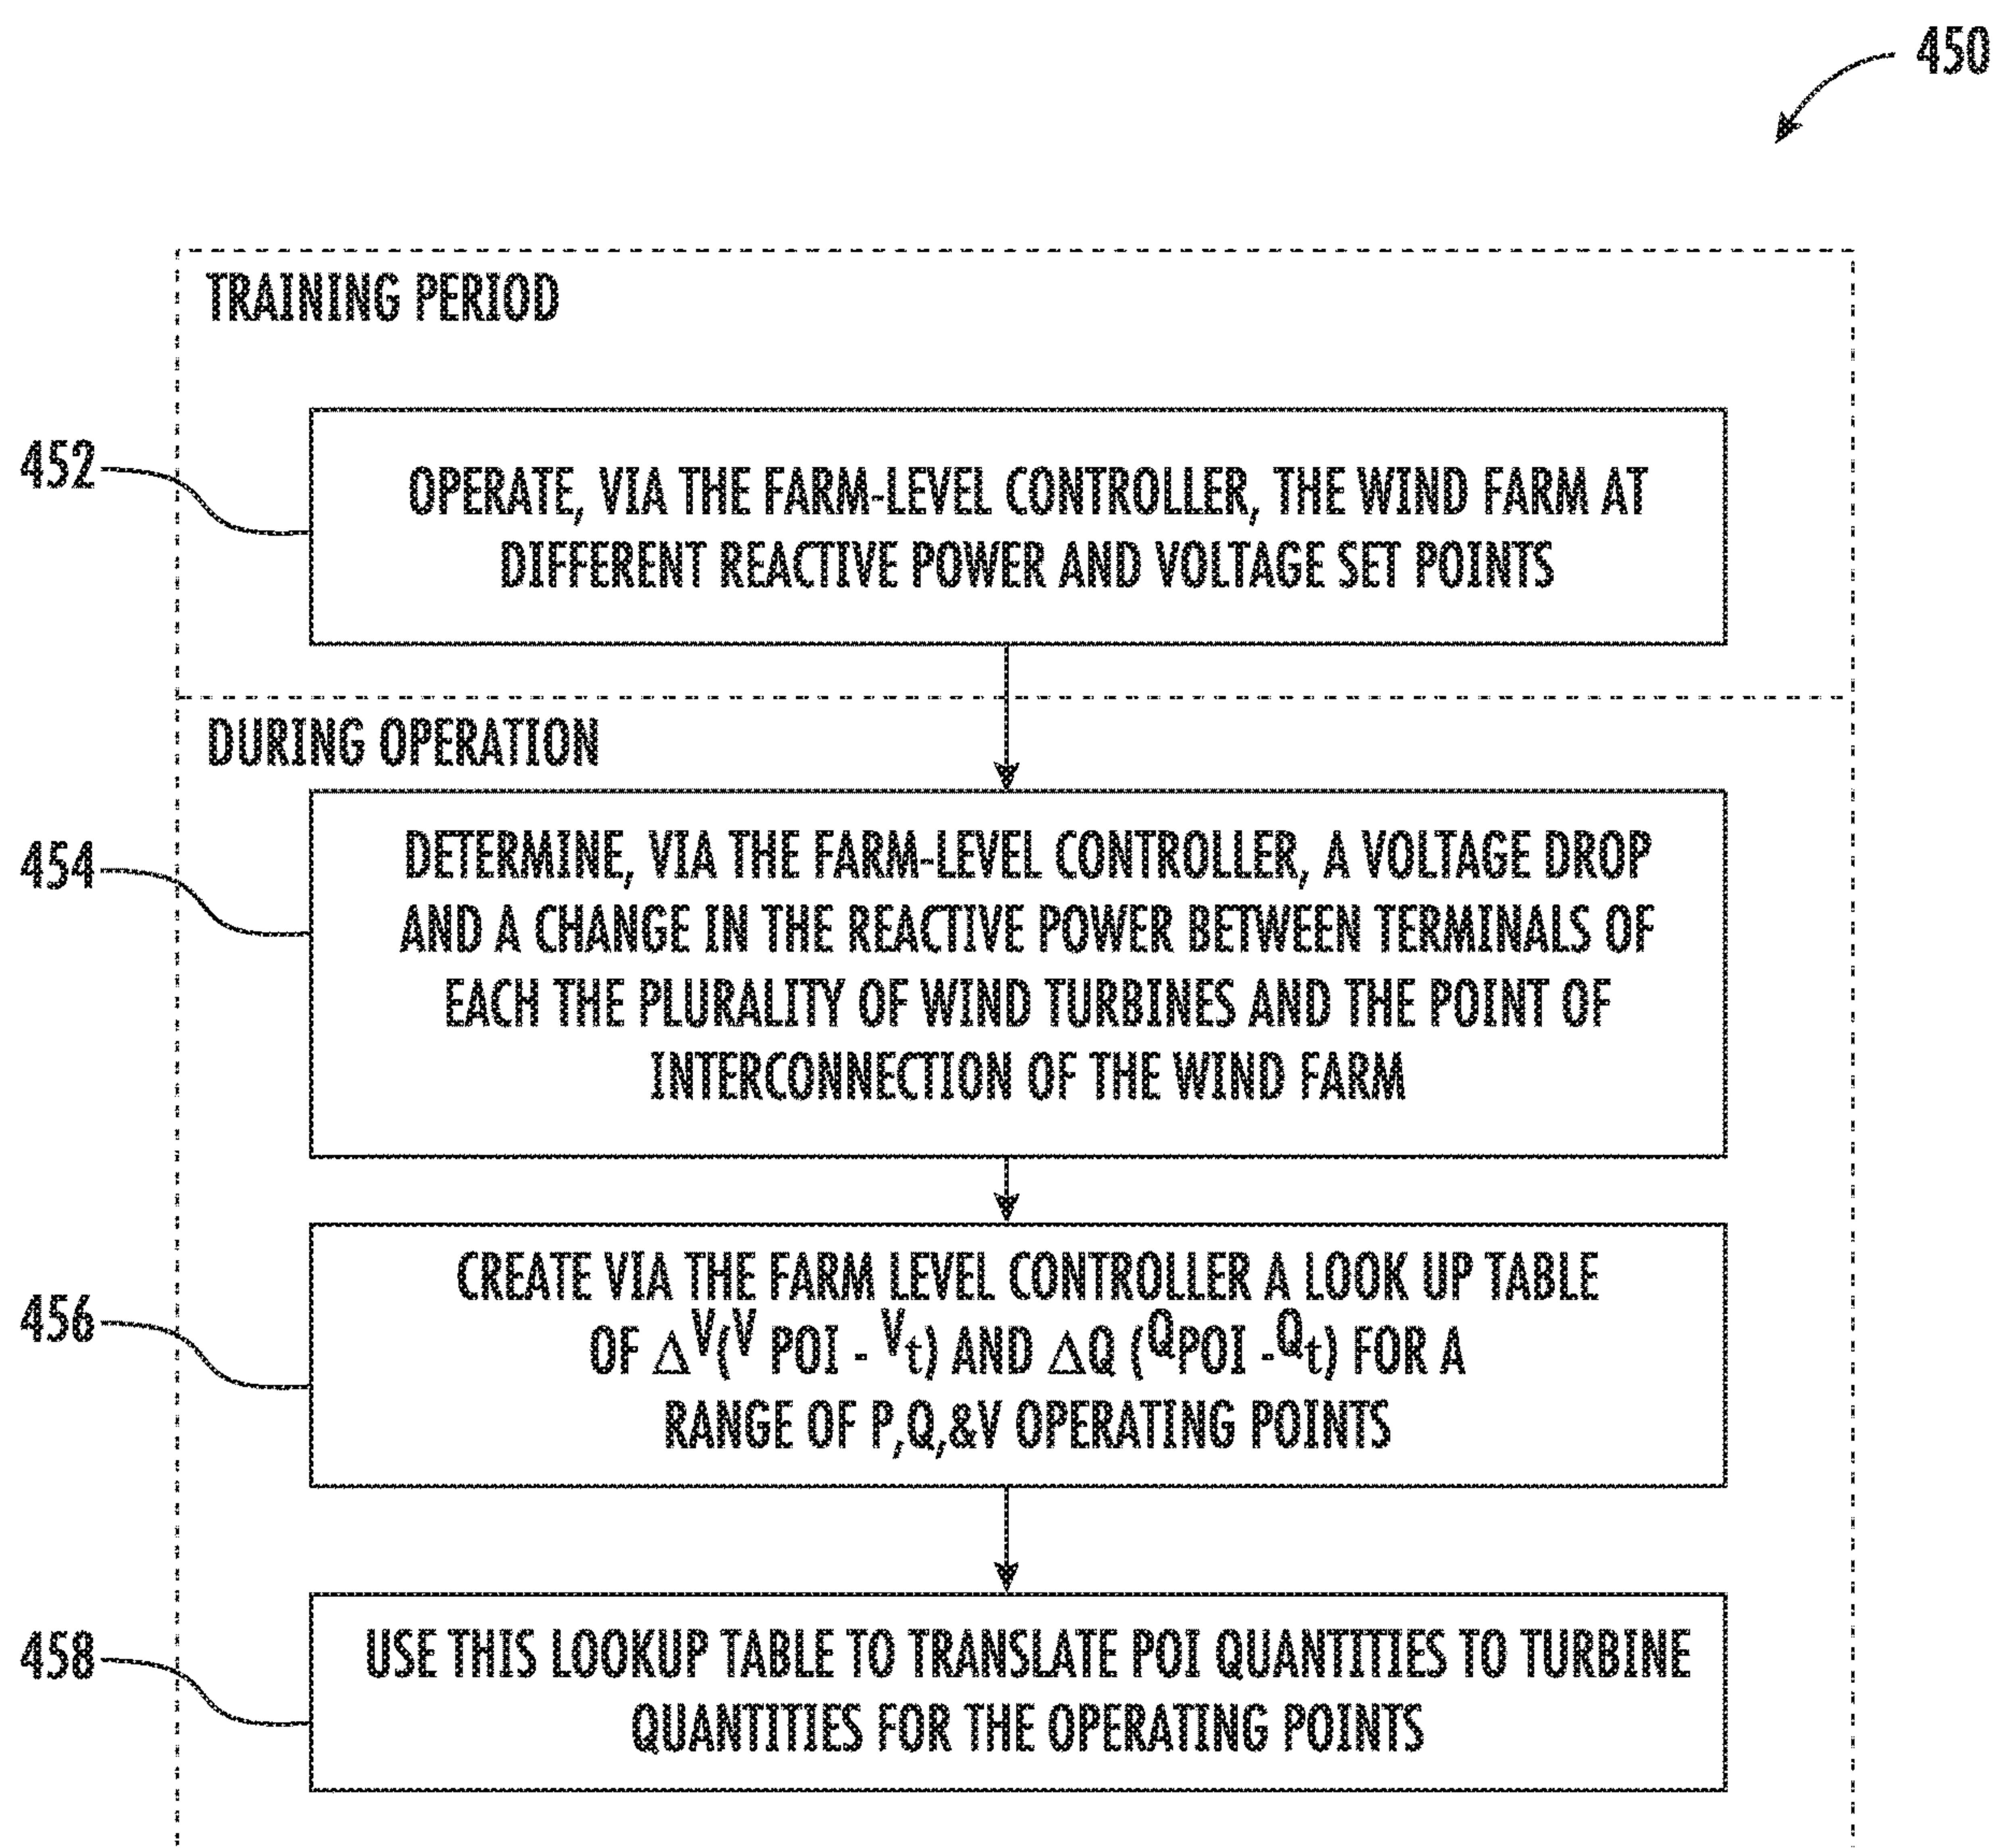 450
TRAINING PERIOD
452
OPERATE, VIA THE FARM-LEVEL CONTROLLER, THE WIND FARM AT
DIFFERENT REACTIVE POWER AND VOLTAGE SET POINTS
DURING OPERATION
454
DETERMINE, VIA THE FARM-LEVEL CONTROLLER, A VOLTAGE DROP
AND A CHANGE IN THE REACTIVE POWER BETWEEN TERMINALS OF
EACH THE PLURALITY OF WIND TURBINES AND THE POINT OF
INTERCONNECTION OF THE WIND FARM
456
CREATE VIA THE FARM LEVEL CONTROLLER A LOOK UP TABLE
OF ΔV(V POI - Vt) AND ΔQ (QPOI -Qt) FOR A
RANGE OF P,Q,&V OPERATING POINTS
458
USE THIS LOOKUP TABLE TO TRANSLATE POI QUANTITIES TO TURBINE
QUANTITIES FOR THE OPERATING POINTS